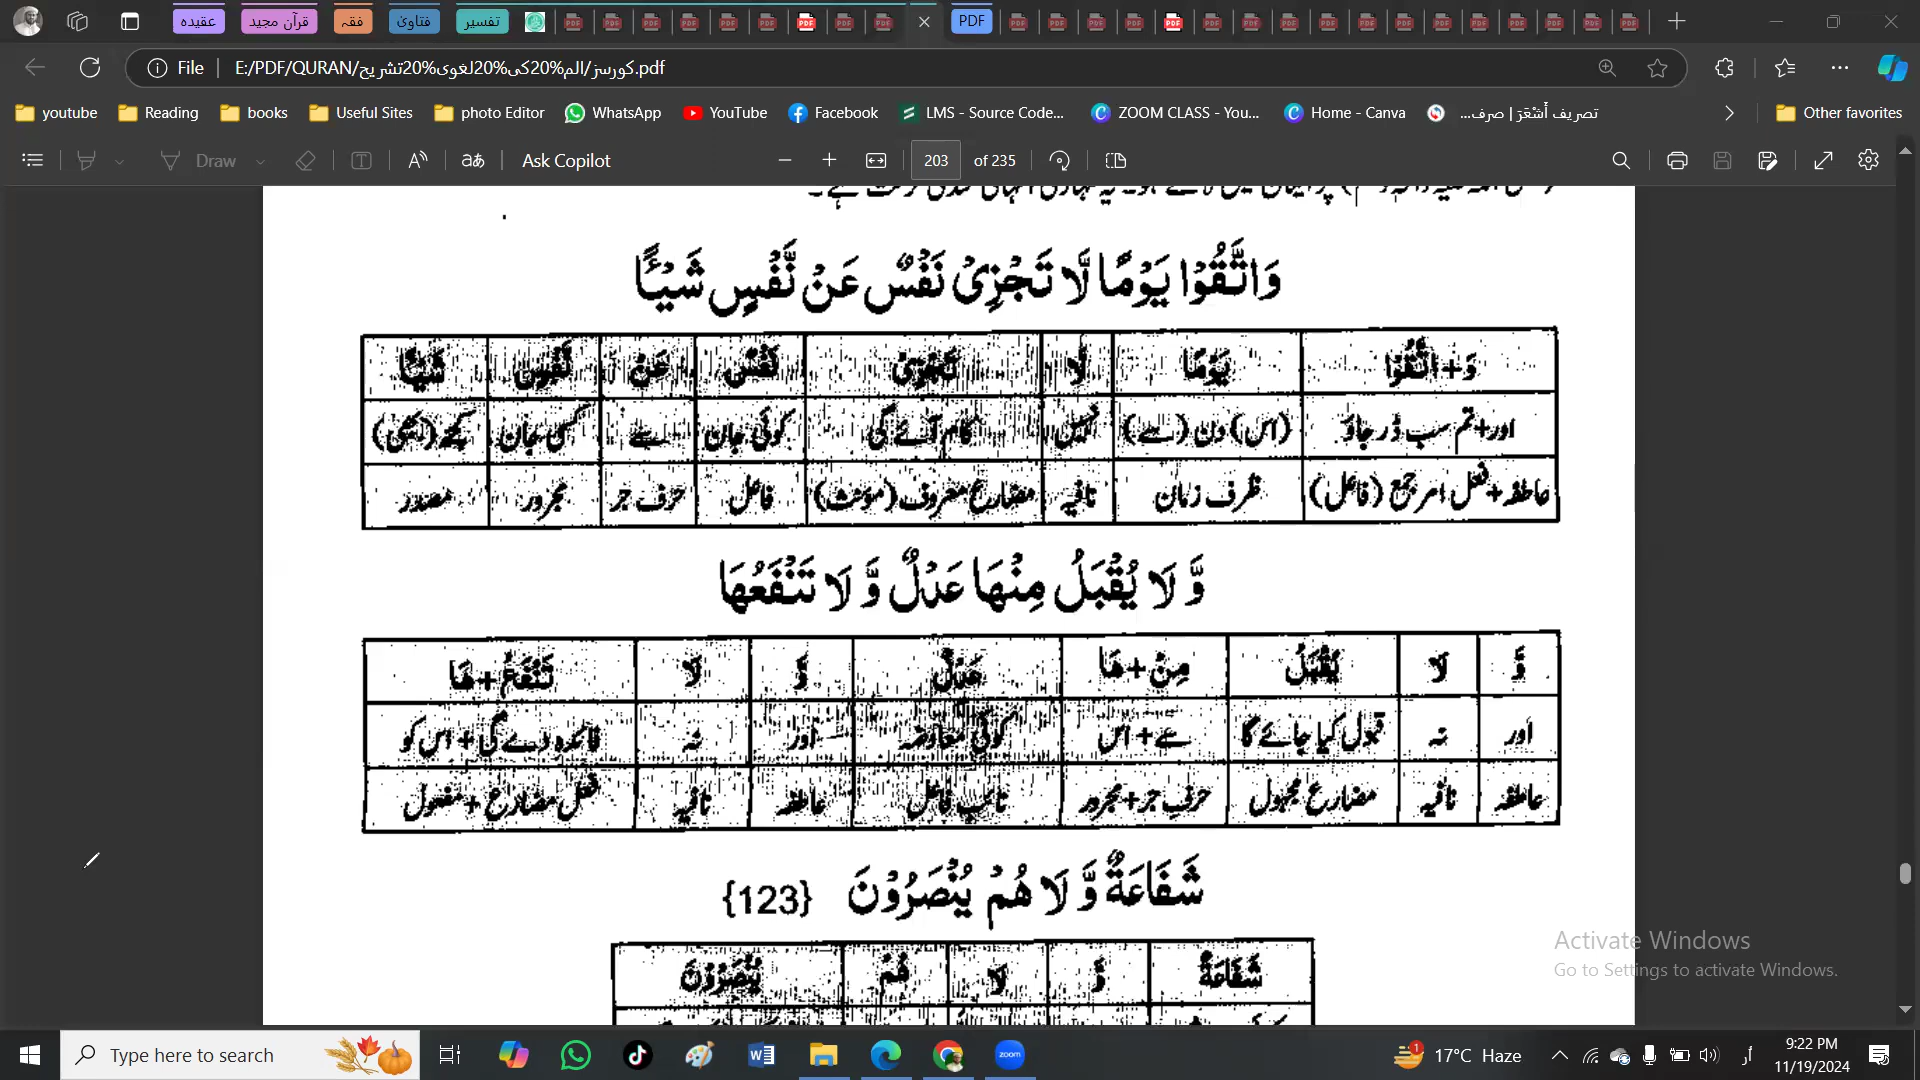 عقیدہ قرآن مجید فقہ فتاویٰ تفسیر PDF
File E:/PDF/QURAN/کورسز/الم%20کی%20لغوی%20تشریح.pdf
youtube Reading books Useful Sites photo Editor WhatsApp YouTube Facebook LMS - Source Code... ZOOM CLASS - You... Home - Canva تصريف أَشْعَرَ | صرف... Other favorites
Draw Ask Copilot 203 of 235
وَاتَّقُوْا يَوْمًا لَّا تَجْزِىْ نَفْسٌ عَنْ نَّفْسٍ شَيْـًٔا
وَ+اتَّقُوْا يَوْمًا لَّا تَجْزِىْ نَفْسٌ عَنْ نَّفْسٍ شَيْئًا
اور+تم سب ڈر جاؤ (اس) دن (سے) نہیں کام آئے گی کوئی جان سے کسی جان کچھ (بھی)
عاطفہ+فعل امر جمع (فاعل) ظرف زمان نافیہ مضارع معروف (مؤنث) فاعل حرف جر مجرور مصدر
وَّ لَا يُقْبَلُ مِنْهَا عَدْلٌ وَّ لَا تَنْفَعُهَا
وَّ لَا يُقْبَلُ مِنْ+هَا عَدْلٌ وَّ لَا تَنْفَعُ+هَا
اور نہ قبول کیا جائے گا سے+اس کوئی معاوضہ اور نہ فائدہ دے گی+اس کو
عاطفہ نافیہ مضارع مجہول حرفِ جر+مجرور نائب فاعل عاطفہ نافیہ فعل مضارع+مفعول
شَفَاعَةٌ وَّ لَا هُمْ يُنْصَرُوْنَ {123}
شَفَاعَةٌ وَّ لَا هُمْ يُنْصَرُوْنَ
Activate Windows
Go to Settings to activate Windows.
Type here to search zoom 17°C Haze 9:22 PM
11/19/2024